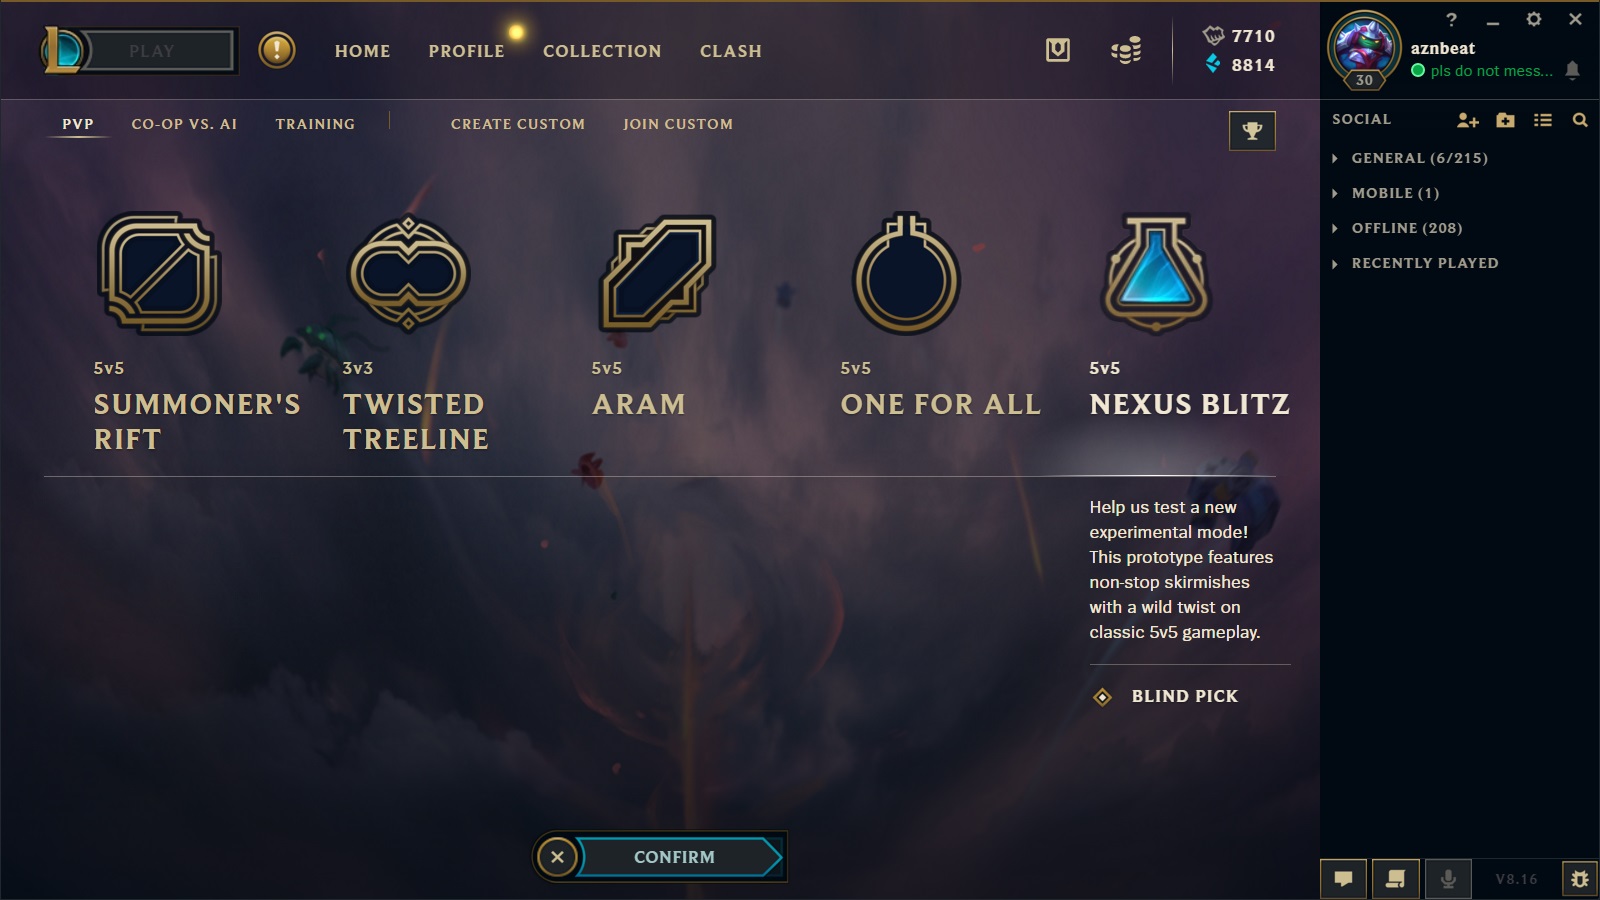 PLAY
HOME
PROFILE
COLLECTION
CLASH
7710
8814
?
aznbeat
pls do not mess...
30
PVP
CO-OP VS. AI
TRAINING
CREATE CUSTOM
JOIN CUSTOM
SOCIAL
GENERAL (6/215)
MOBILE (1)
OFFLINE (208)
RECENTLY PLAYED
5v5
SUMMONER'S
RIFT
3v3
TWISTED
TREELINE
5v5
ARAM
5v5
ONE FOR ALL
5v5
NEXUS BLITZ
Help us test a new
experimental mode!
This prototype features
non-stop skirmishes
with a wild twist on
classic 5v5 gameplay.
BLIND PICK
CONFIRM
V8.16